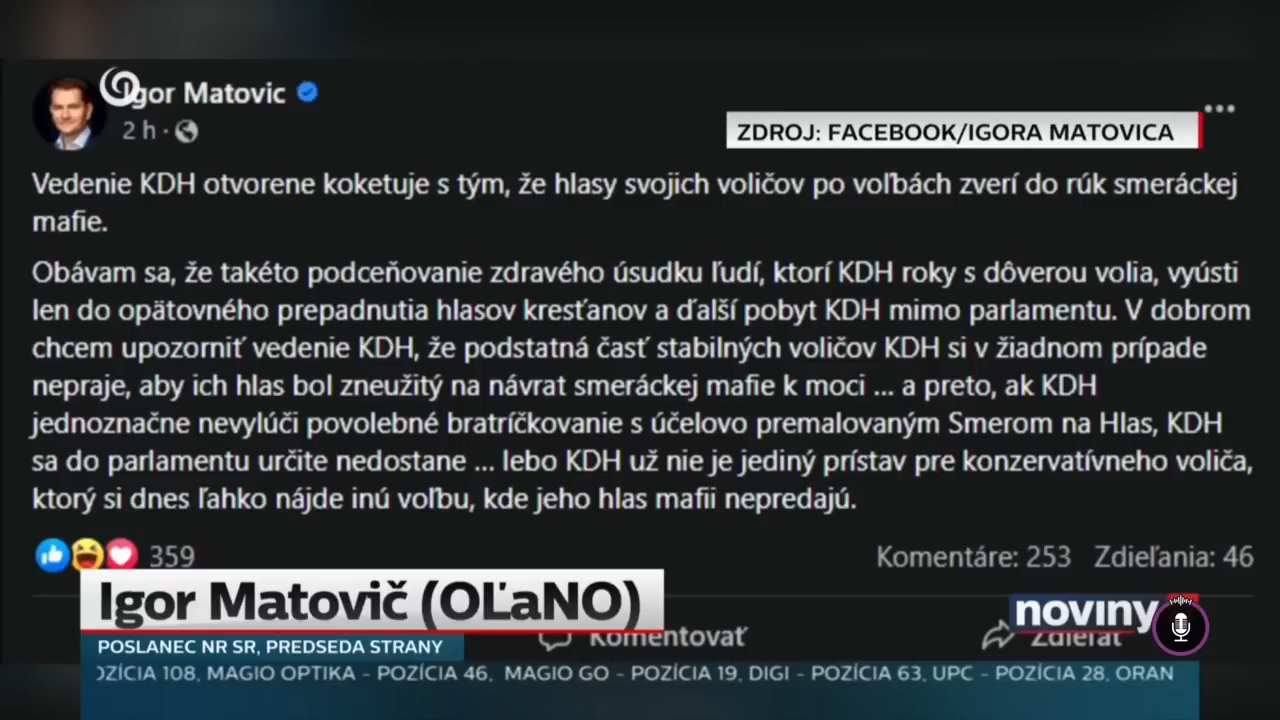 Igor Matovic
2 h ·
ZDROJ: FACEBOOK/IGORA MATOVICA
Vedenie KDH otvorene koketuje s tým, že hlasy svojich voličov po voľbách zverí do rúk smeráckej
mafie.
Obávam sa, že takéto podceňovanie zdravého úsudku ľudí, ktorí KDH roky s dôverou volia, vyústi
len do opätovného prepadnutia hlasov kresťanov a ďalší pobyt KDH mimo parlamentu. V dobrom
chcem upozorniť vedenie KDH, že podstatná časť stabilných voličov KDH si v žiadnom prípade
nepraje, aby ich hlas bol zneužitý na návrat smeráckej mafie k moci ... a preto, ak KDH
jednoznačne nevylúči povolebné bratríčkovanie s účelovo premalovaným Smerom na Hlas, KDH
sa do parlamentu určite nedostane ... lebo KDH už nie je jediný prístav pre konzervatívneho voliča,
ktorý si dnes ľahko nájde inú voľbu, kde jeho hlas mafii nepredajú.
359
Komentáre: 253 Zdieľania: 46
Igor Matovič (OĽaNO)
POSLANEC NR SR, PREDSEDA STRANY
Komentovať
noviny
Zdieľať
OZÍCIA 108, MAGIO OPTIKA - POZÍCIA 46, MAGIO GO - POZÍCIA 19, DIGI - POZÍCIA 63, UPC - POZÍCIA 28, ORAN